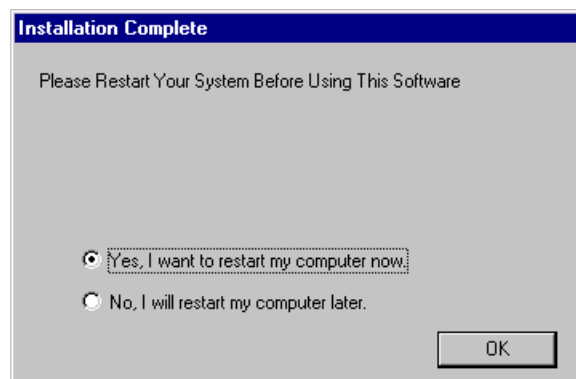 Installation Complete
Please Restart Your System Before Using This Software
Yes, I want to restart my computer now.
No, I will restart my computer later.
OK